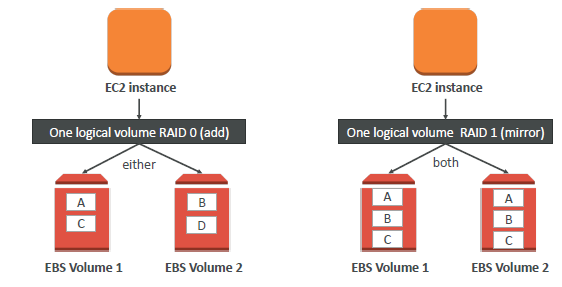 EC2 instance
One logical volume RAID 0 (add)
either
A
C
B
D
EBS Volume 1
EBS Volume 2
EC2 instance
One logical volume RAID 1 (mirror)
both
A
B
C
A
B
C
EBS Volume 1
EBS Volume 2